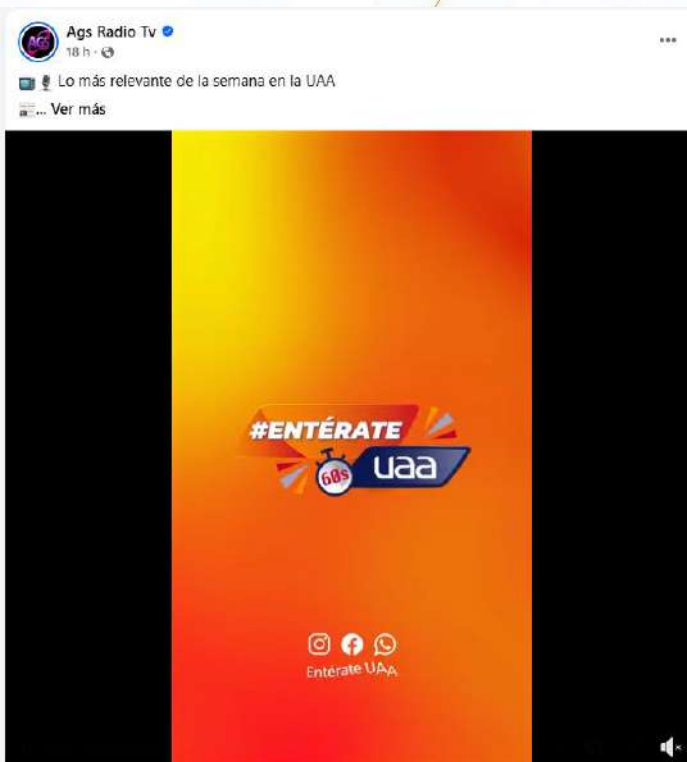 Ags Radio Tv
18 h ·
Lo más relevante de la semana en la UAA
... Ver más
#ENTÉRATE
60s uaa
Entérate UAA